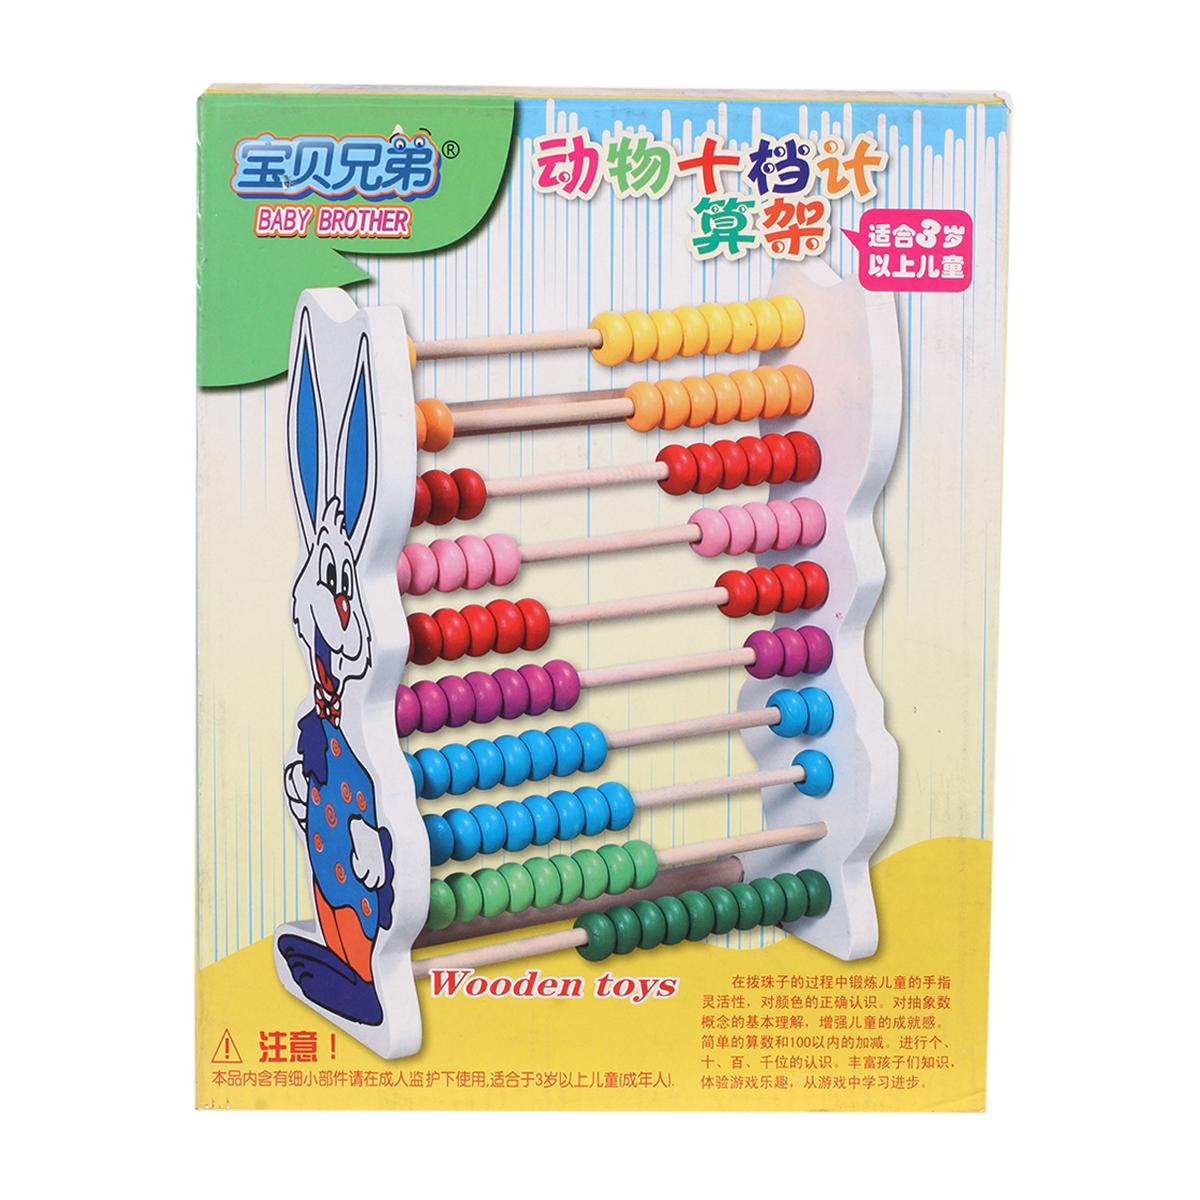 宝贝兄弟®
BABY BROTHER
动物十档计
算架
适合3岁
以上儿童
Wooden toys
在拨珠子的过程中锻炼儿童的手指
灵活性，对颜色的正确认识。对抽象数
概念的基本理解，增强儿童的成就感。
简单的算数和100以内的加减。进行个、
十、百、千位的认识。丰富孩子们知识，
体验游戏乐趣，从游戏中学习进步。
注意！
本品内含有细小部件请在成人监护下使用,适合于3岁以上儿童(成年人).